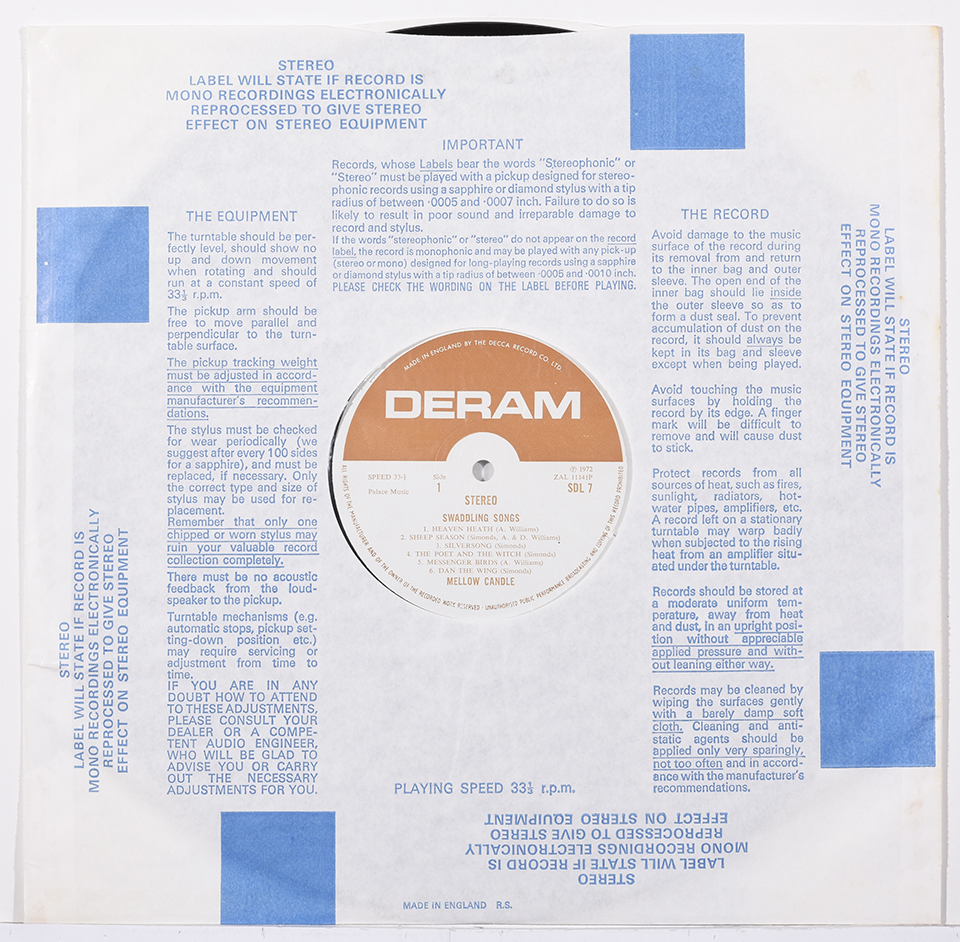 STEREO
LABEL WILL STATE IF RECORD IS
MONO RECORDINGS ELECTRONICALLY
REPROCESSED TO GIVE STEREO
EFFECT ON STEREO EQUIPMENT
IMPORTANT
Records, whose Labels bear the words "Stereophonic" or
"Stereo" must be played with a pickup designed for stereo-
phonic records using a sapphire or diamond stylus with a tip
radius of between ·0005 and ·0007 inch. Failure to do so is
likely to result in poor sound and irreparable damage to
record and stylus.
If the words "stereophonic" or "stereo" do not appear on the record
label, the record is monophonic and may be played with any pick-up
(stereo or mono) designed for long-playing records using a sapphire
or diamond stylus with a tip radius of between ·0005 and ·0010 inch.
PLEASE CHECK THE WORDING ON THE LABEL BEFORE PLAYING.
THE EQUIPMENT
The turntable should be per-
fectly level, should show no
up and down movement
when rotating and should
run at a constant speed of
33⅓ r.p.m.
The pickup arm should be
free to move parallel and
perpendicular to the turn-
table surface.
The pickup tracking weight
must be adjusted in accord-
ance with the equipment
manufacturer's recommen-
dations.
The stylus must be checked
for wear periodically (we
suggest after every 100 sides
for a sapphire), and must be
replaced, if necessary. Only
the correct type and size of
stylus may be used for re-
placement.
Remember that only one
chipped or worn stylus may
ruin your valuable record
collection completely.
There must be no acoustic
feedback from the loud-
speaker to the pickup.
Turntable mechanisms (e.g.
automatic stops, pickup set-
ting-down position etc.)
may require servicing or
adjustment from time to
time.
IF YOU ARE IN ANY
DOUBT HOW TO ATTEND
TO THESE ADJUSTMENTS,
PLEASE CONSULT YOUR
DEALER OR A COMPE-
TENT AUDIO ENGINEER,
WHO WILL BE GLAD TO
ADVISE YOU OR CARRY
OUT THE NECESSARY
ADJUSTMENTS FOR YOU.
MADE IN ENGLAND BY THE DECCA RECORD CO. LTD.
DERAM
SPEED 33⅓
Side
1
Palace Music
STEREO
℗ 1972
ZAL 11141P
SDL 7
SWADDLING SONGS
1. HEAVEN HEATH (A. Williams)
2. SHEEP SEASON (Simonds, A. & D. Williams)
3. SILVERSONG (Simonds)
4. THE POET AND THE WITCH (Simonds)
5. MESSENGER BIRDS (A. Williams)
6. DAN THE WING (Simonds)
MELLOW CANDLE
ALL RIGHTS OF THE MANUFACTURER AND OF THE OWNER OF THE RECORDED WORK RESERVED · UNAUTHORISED PUBLIC PERFORMANCE BROADCASTING AND COPYING OF THIS RECORD PROHIBITED
THE RECORD
Avoid damage to the music
surface of the record during
its removal from and return
to the inner bag and outer
sleeve. The open end of the
inner bag should lie inside
the outer sleeve so as to
form a dust seal. To prevent
accumulation of dust on the
record, it should always be
kept in its bag and sleeve
except when being played.
Avoid touching the music
surfaces by holding the
record by its edge. A finger
mark will be difficult to
remove and will cause dust
to stick.
Protect records from all
sources of heat, such as fires,
sunlight, radiators, hot-
water pipes, amplifiers, etc.
A record left on a stationary
turntable may warp badly
when subjected to the rising
heat from an amplifier situ-
ated under the turntable.
Records should be stored at
a moderate uniform tem-
perature, away from heat
and dust, in an upright posi-
tion without appreciable
applied pressure and with-
out leaning either way.
Records may be cleaned by
wiping the surfaces gently
with a barely damp soft
cloth. Cleaning and anti-
static agents should be
applied only very sparingly,
not too often and in accord-
ance with the manufacturer's
recommendations.
STEREO
LABEL WILL STATE IF RECORD IS
MONO RECORDINGS ELECTRONICALLY
REPROCESSED TO GIVE STEREO
EFFECT ON STEREO EQUIPMENT
STEREO
LABEL WILL STATE IF RECORD IS
MONO RECORDINGS ELECTRONICALLY
REPROCESSED TO GIVE STEREO
EFFECT ON STEREO EQUIPMENT
PLAYING SPEED 33⅓ r.p.m.
STEREO
LABEL WILL STATE IF RECORD IS
MONO RECORDINGS ELECTRONICALLY
REPROCESSED TO GIVE STEREO
EFFECT ON STEREO EQUIPMENT
MADE IN ENGLAND R.S.